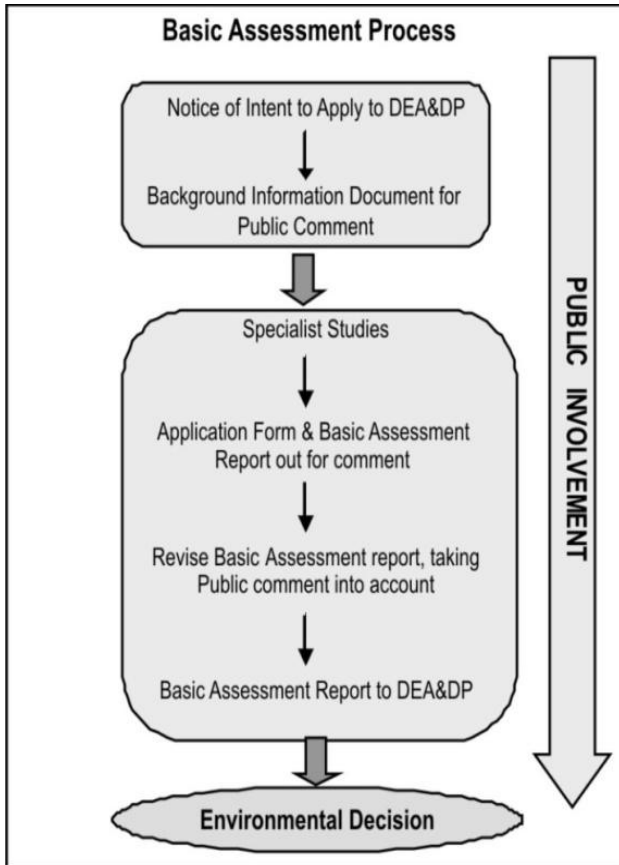 Basic Assessment Process
Notice of Intent to Apply to DEA&DP
Background Information Document for
Public Comment
Specialist Studies
Application Form & Basic Assessment
Report out for comment
Revise Basic Assessment report, taking
Public comment into account
Basic Assessment Report to DEA&DP
Environmental Decision
PUBLIC INVOLVEMENT